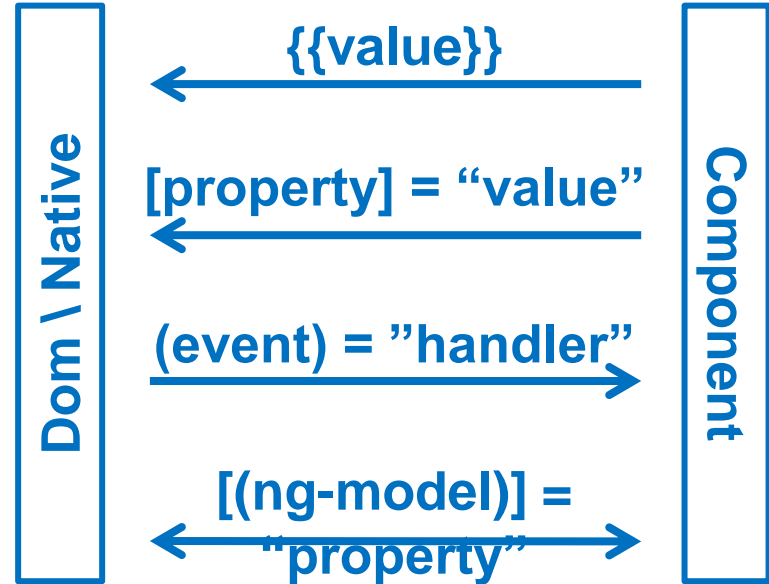 {{value}}
Dom \ Native
[property] = “value”
Component
(event) = ”handler”
[(ng-model)] =
“property”